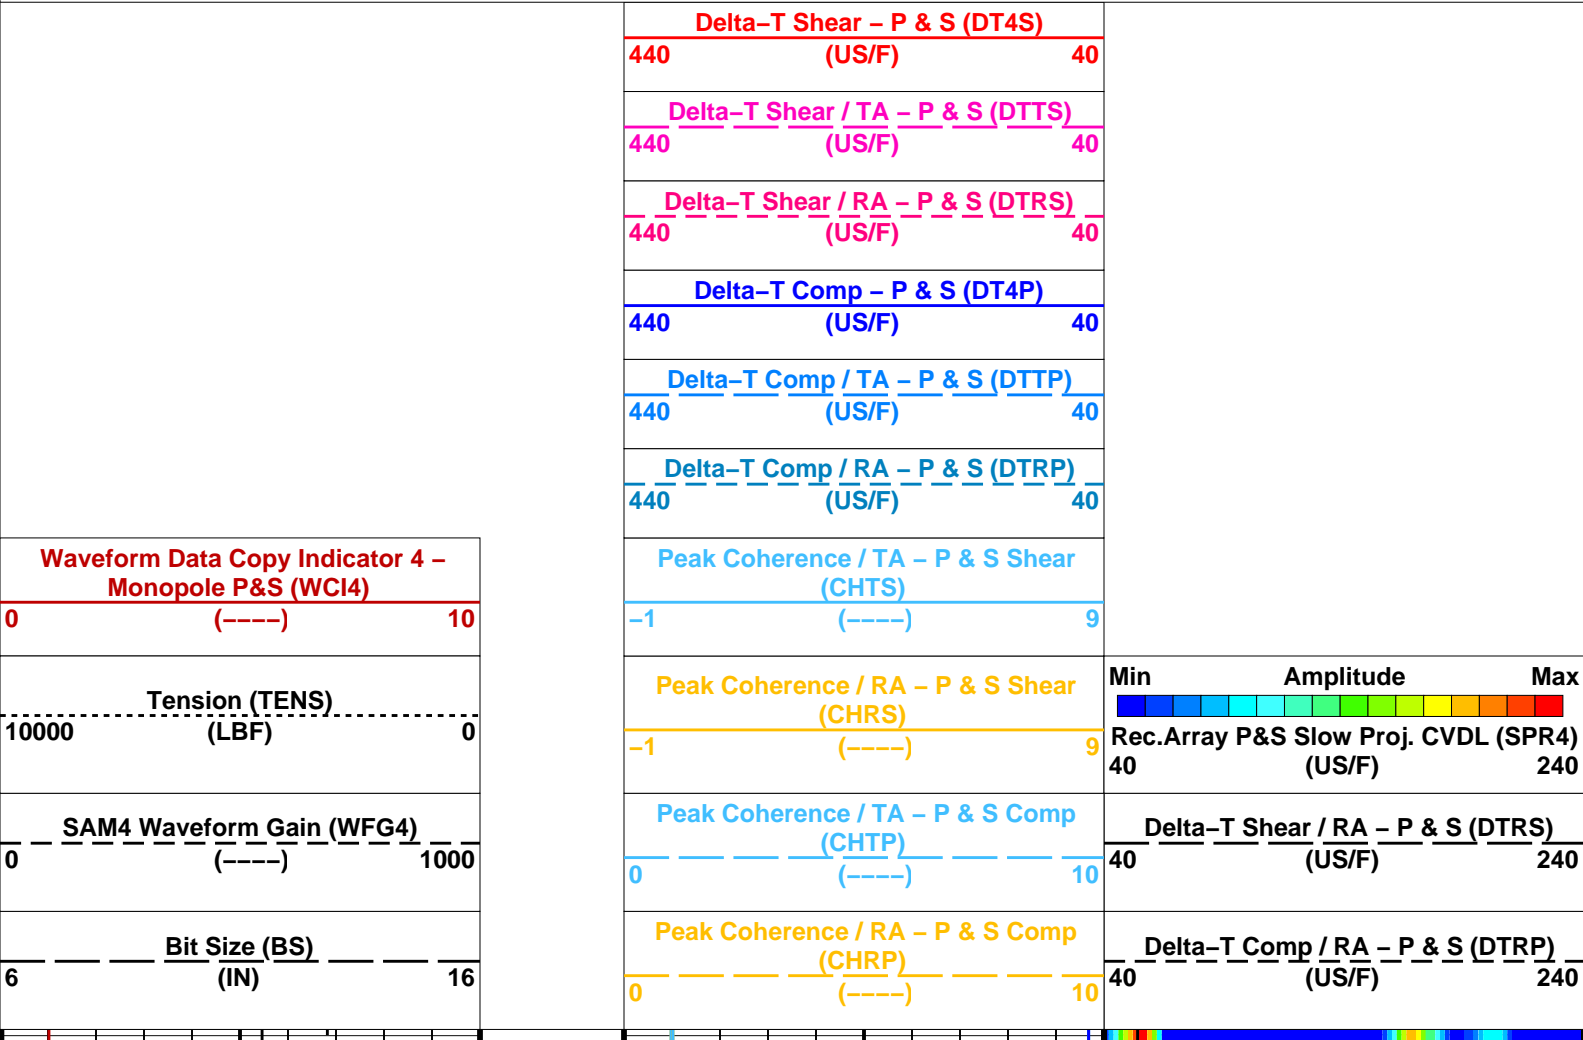 Delta–T Shear – P & S (DT4S)
440 (US/F) 40
Delta–T Shear / TA – P & S (DTTS)
440 (US/F) 40
Delta–T Shear / RA – P & S (DTRS)
440 (US/F) 40
Delta–T Comp – P & S (DT4P)
440 (US/F) 40
Delta–T Comp / TA – P & S (DTTP)
440 (US/F) 40
Delta–T Comp / RA – P & S (DTRP)
440 (US/F) 40
Waveform Data Copy Indicator 4 –
Monopole P&S (WCI4)
0 (––––) 10
Peak Coherence / TA – P & S Shear
(CHTS)
–1 (––––) 9
Tension (TENS)
10000 (LBF) 0
Peak Coherence / RA – P & S Shear
(CHRS)
–1 (––––) 9
Min Amplitude Max
Rec.Array P&S Slow Proj. CVDL (SPR4)
40 (US/F) 240
SAM4 Waveform Gain (WFG4)
0 (––––) 1000
Peak Coherence / TA – P & S Comp
(CHTP)
0 (––––) 10
Delta–T Shear / RA – P & S (DTRS)
40 (US/F) 240
Bit Size (BS)
6 (IN) 16
Peak Coherence / RA – P & S Comp
(CHRP)
0 (––––) 10
Delta–T Comp / RA – P & S (DTRP)
40 (US/F) 240